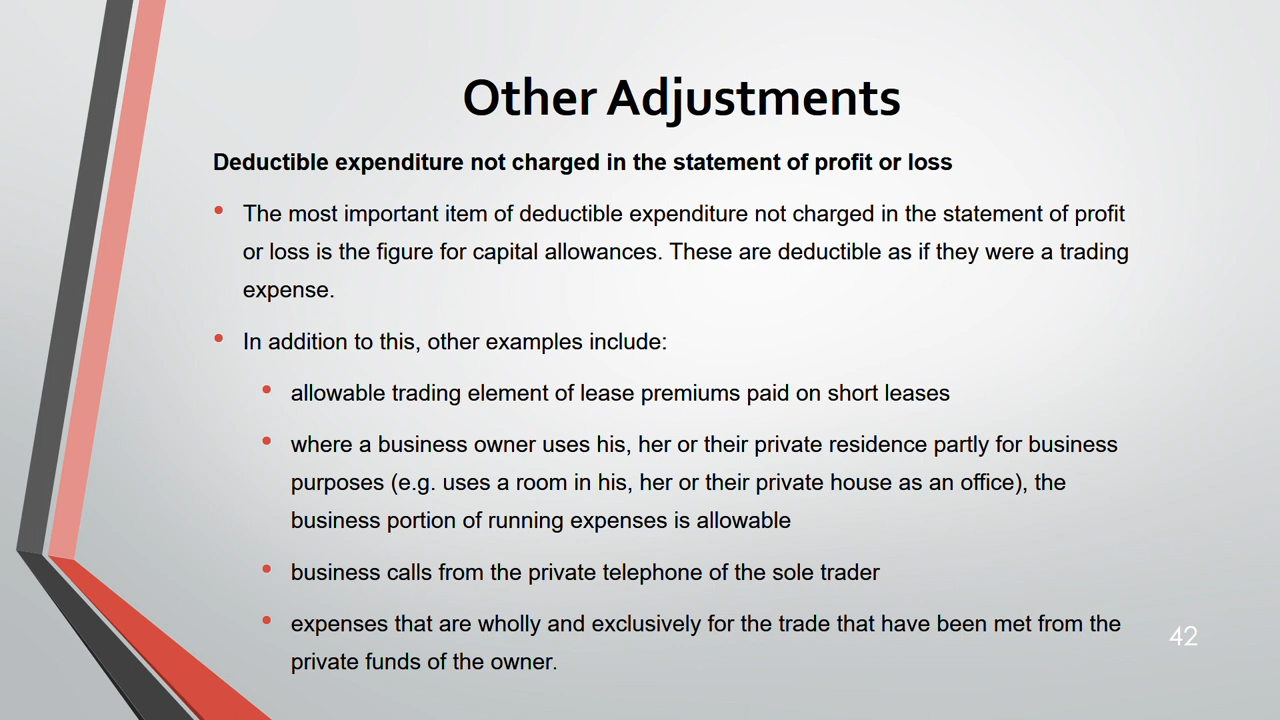 Other Adjustments
Deductible expenditure not charged in the statement of profit or loss
• The most important item of deductible expenditure not charged in the statement of profit
or loss is the figure for capital allowances. These are deductible as if they were a trading
expense.
• In addition to this, other examples include:
• allowable trading element of lease premiums paid on short leases
• where a business owner uses his, her or their private residence partly for business
purposes (e.g. uses a room in his, her or their private house as an office), the
business portion of running expenses is allowable
• business calls from the private telephone of the sole trader
• expenses that are wholly and exclusively for the trade that have been met from the
private funds of the owner.
42